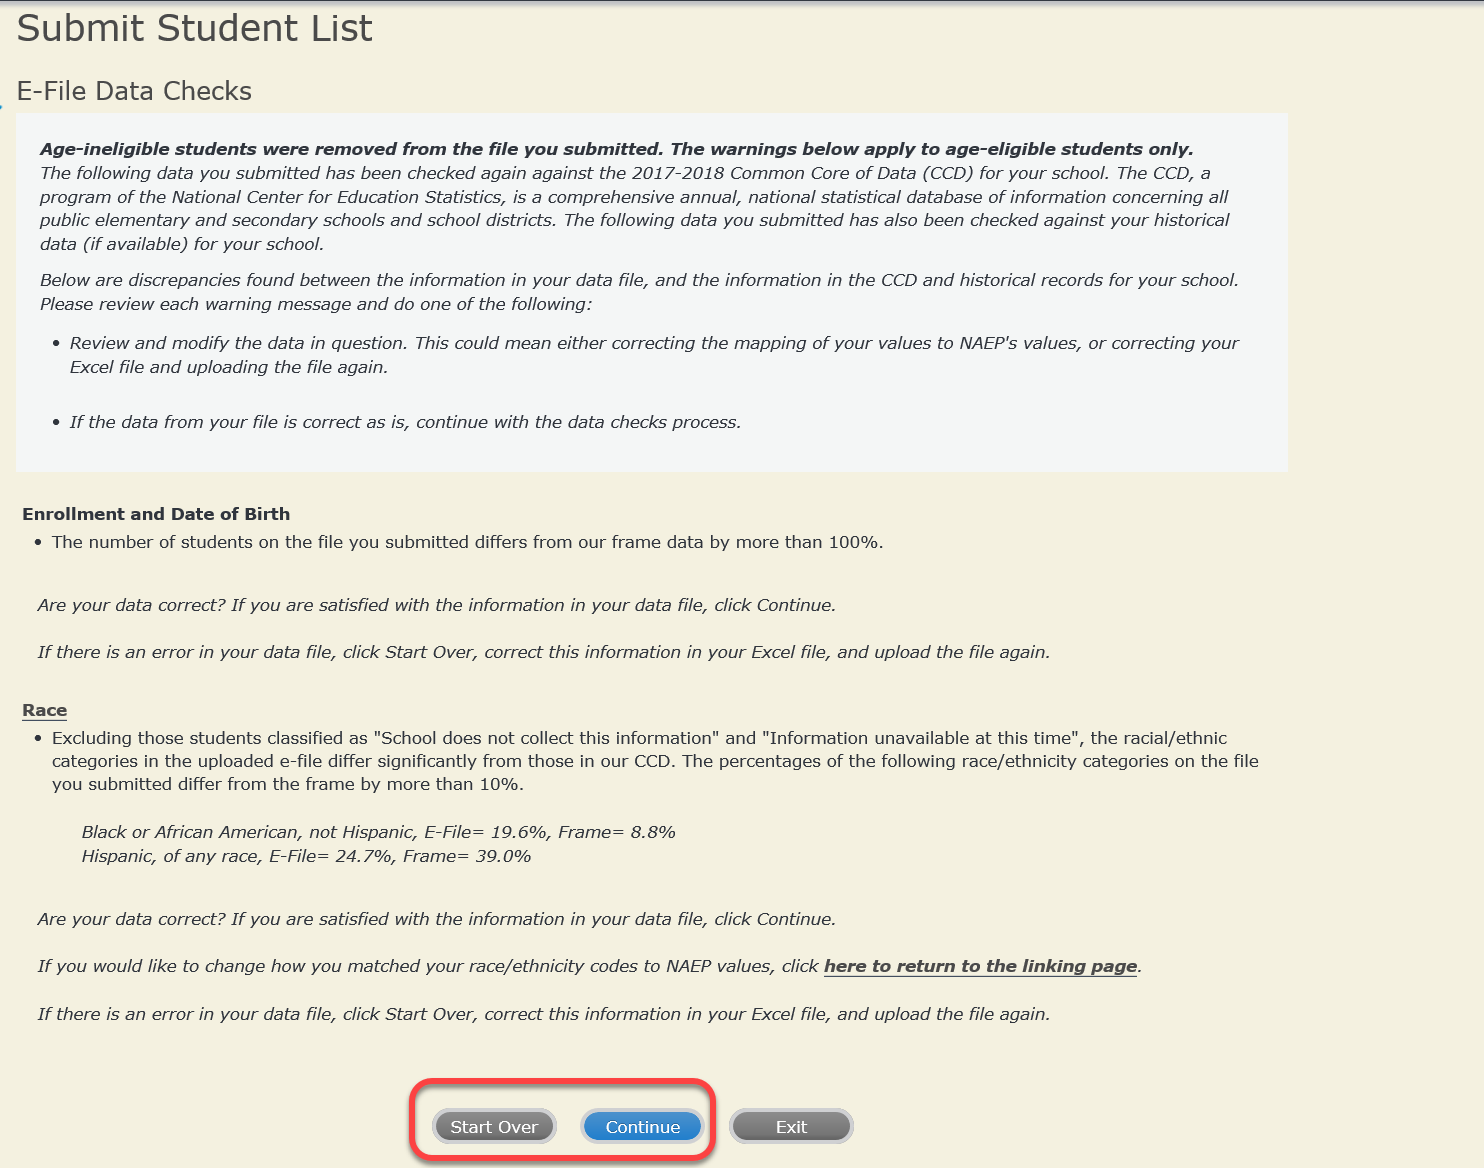 Submit Student List
E-File Data Checks
Age-ineligible students were removed from the file you submitted. The warnings below apply to age-eligible students only.
The following data you submitted has been checked again against the 2017-2018 Common Core of Data (CCD) for your school. The CCD, a
program of the National Center for Education Statistics, is a comprehensive annual, national statistical database of information concerning all
public elementary and secondary schools and school districts. The following data you submitted has also been checked against your historical
data (if available) for your school.
Below are discrepancies found between the information in your data file, and the information in the CCD and historical records for your school.
Please review each warning message and do one of the following:
• Review and modify the data in question. This could mean either correcting the mapping of your values to NAEP's values, or correcting your
Excel file and uploading the file again.
• If the data from your file is correct as is, continue with the data checks process.
Enrollment and Date of Birth
• The number of students on the file you submitted differs from our frame data by more than 100%.
Are your data correct? If you are satisfied with the information in your data file, click Continue.
If there is an error in your data file, click Start Over, correct this information in your Excel file, and upload the file again.
Race
• Excluding those students classified as "School does not collect this information" and "Information unavailable at this time", the racial/ethnic
categories in the uploaded e-file differ significantly from those in our CCD. The percentages of the following race/ethnicity categories on the file
you submitted differ from the frame by more than 10%.
Black or African American, not Hispanic, E-File= 19.6%, Frame= 8.8%
Hispanic, of any race, E-File= 24.7%, Frame= 39.0%
Are your data correct? If you are satisfied with the information in your data file, click Continue.
If you would like to change how you matched your race/ethnicity codes to NAEP values, click here to return to the linking page.
If there is an error in your data file, click Start Over, correct this information in your Excel file, and upload the file again.
Start Over Continue Exit